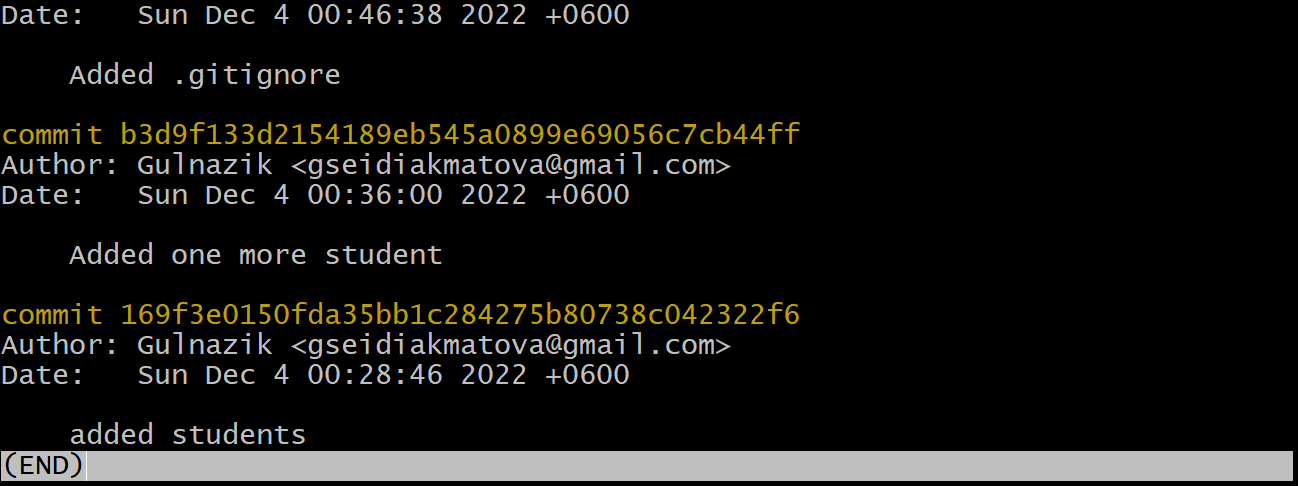 Date:   Sun Dec 4 00:46:38 2022 +0600
Added .gitignore
commit b3d9f133d2154189eb545a0899e69056c7cb44ff
Author: Gulnazik <gseidiakmatova@gmail.com>
Date:   Sun Dec 4 00:36:00 2022 +0600
Added one more student
commit 169f3e0150fda35bb1c284275b80738c042322f6
Author: Gulnazik <gseidiakmatova@gmail.com>
Date:   Sun Dec 4 00:28:46 2022 +0600
added students
(END)